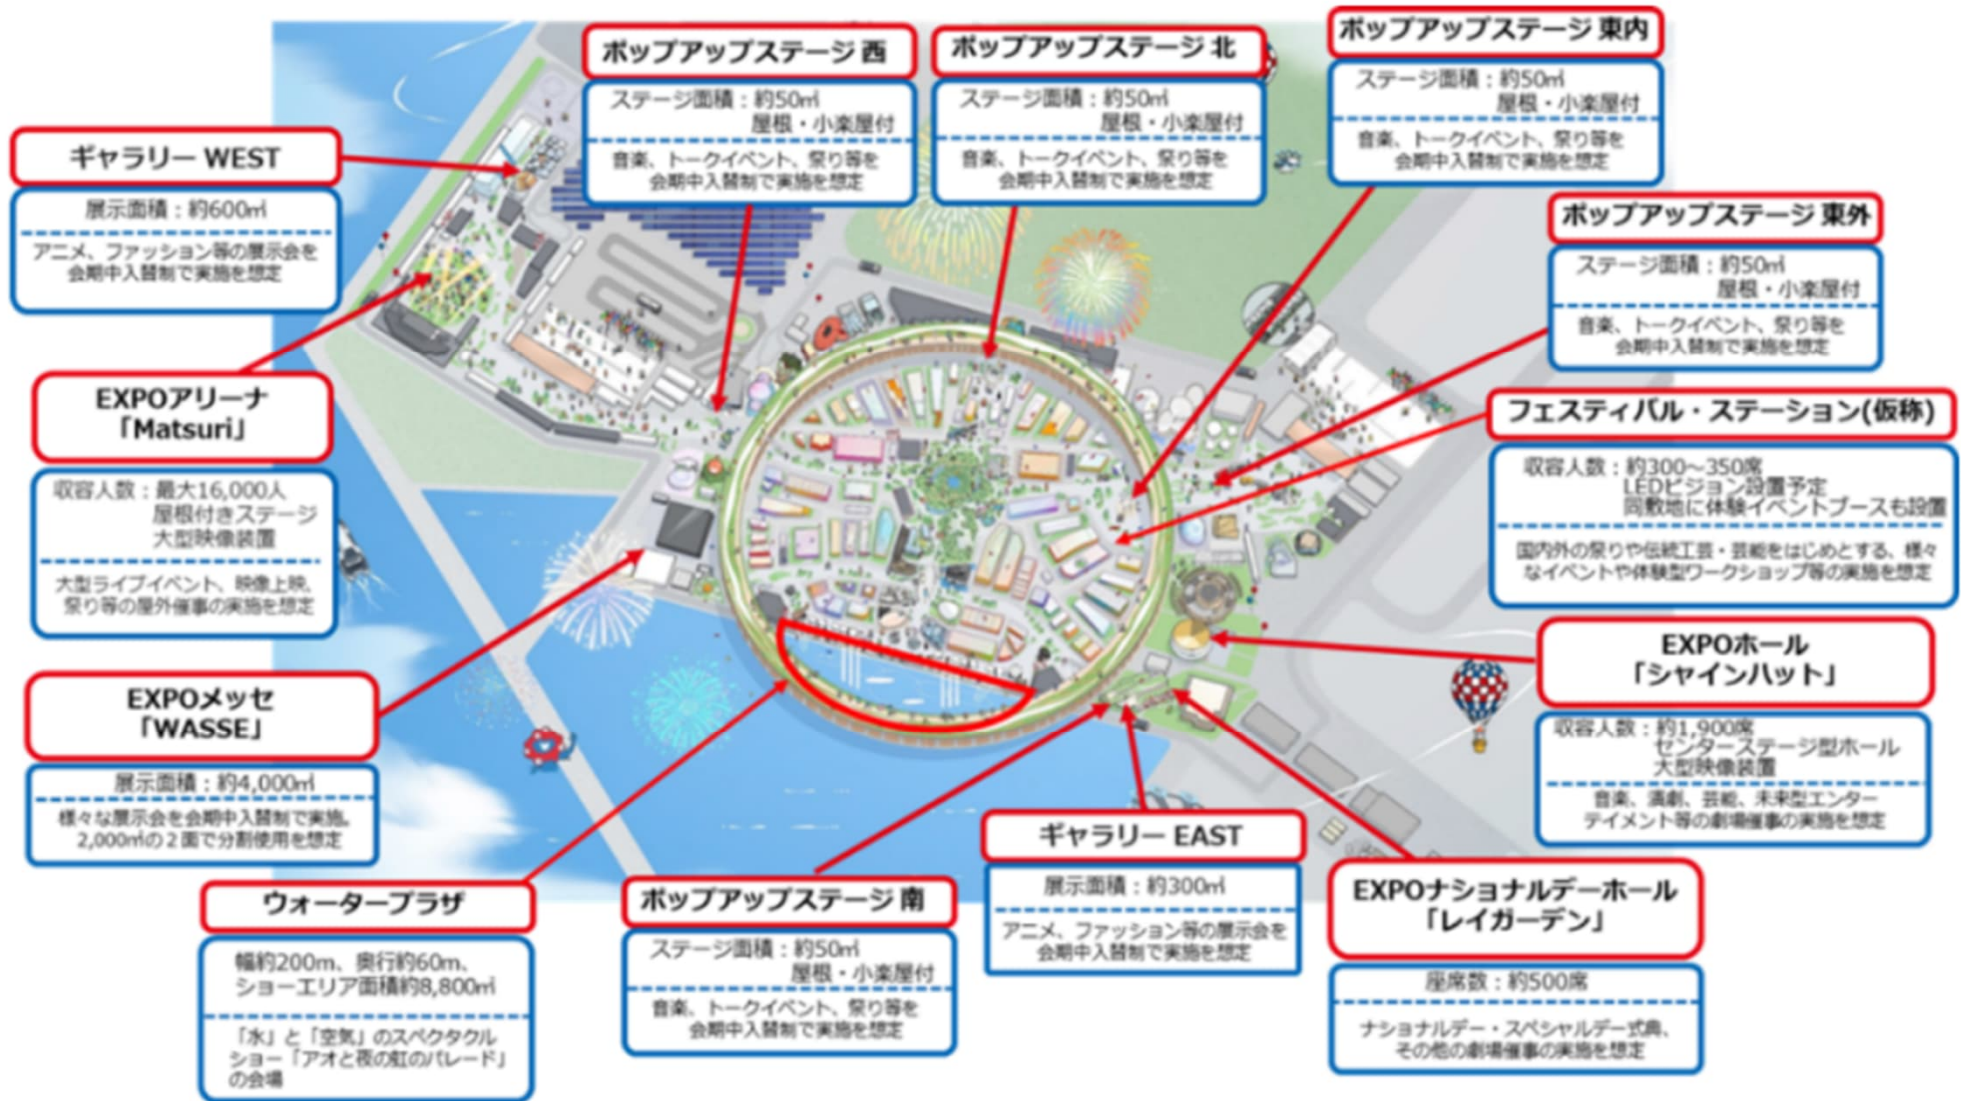 ポップアップステージ 西
ステージ面積：約50㎡
屋根・小楽屋付
音楽、トークイベント、祭り等を
会期中入替制で実施を想定
ポップアップステージ 北
ステージ面積：約50㎡
屋根・小楽屋付
音楽、トークイベント、祭り等を
会期中入替制で実施を想定
ポップアップステージ 東内
ステージ面積：約50㎡
屋根・小楽屋付
音楽、トークイベント、祭り等を
会期中入替制で実施を想定
ポップアップステージ 東外
ステージ面積：約50㎡
屋根・小楽屋付
音楽、トークイベント、祭り等を
会期中入替制で実施を想定
ギャラリー WEST
展示面積：約600㎡
アニメ、ファッション等の展示会を
会期中入替制で実施を想定
EXPOアリーナ
「Matsuri」
収容人数：最大16,000人
屋根付きステージ
大型映像装置
大型ライブイベント、映像上映、
祭り等の屋外催事の実施を想定
フェスティバル・ステーション(仮称)
収容人数：約300～350席
LEDビジョン設置予定
同敷地に体験イベントブースも設置
国内外の祭りや伝統工芸・芸能をはじめとする、様々
なイベントや体験型ワークショップ等の実施を想定
EXPOホール
「シャインハット」
収容人数：約1,900席
センターステージ型ホール
大型映像装置
音楽、演劇、芸能、未来型エンター
テイメント等の劇場催事の実施を想定
EXPOメッセ
「WASSE」
展示面積：約4,000㎡
様々な展示会を会期中入替制で実施。
2,000㎡の２面で分割使用を想定
ウォータープラザ
幅約200m、奥行約60m、
ショーエリア面積約8,800㎡
「水」と「空気」のスペクタクル
ショー「アオと夜の虹のパレード」
の会場
ポップアップステージ 南
ステージ面積：約50㎡
屋根・小楽屋付
音楽、トークイベント、祭り等を
会期中入替制で実施を想定
ギャラリー EAST
展示面積：約300㎡
アニメ、ファッション等の展示会を
会期中入替制で実施を想定
EXPOナショナルデーホール
「レイガーデン」
座席数：約500席
ナショナルデー・スペシャルデー式典、
その他の劇場催事の実施を想定